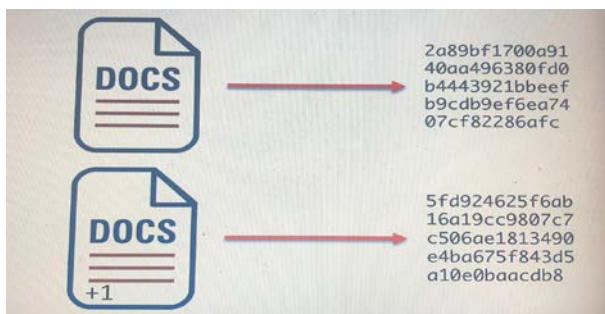 DOCS
2a89bf1700a91
40aa496380fd0
b4443921bbeef
b9cdb9ef6ea74
07cf82286afc
DOCS
+1
5fd924625f6ab
16a19cc9807c7
c506ae1813490
e4ba675f843d5
a10e0baacdb8